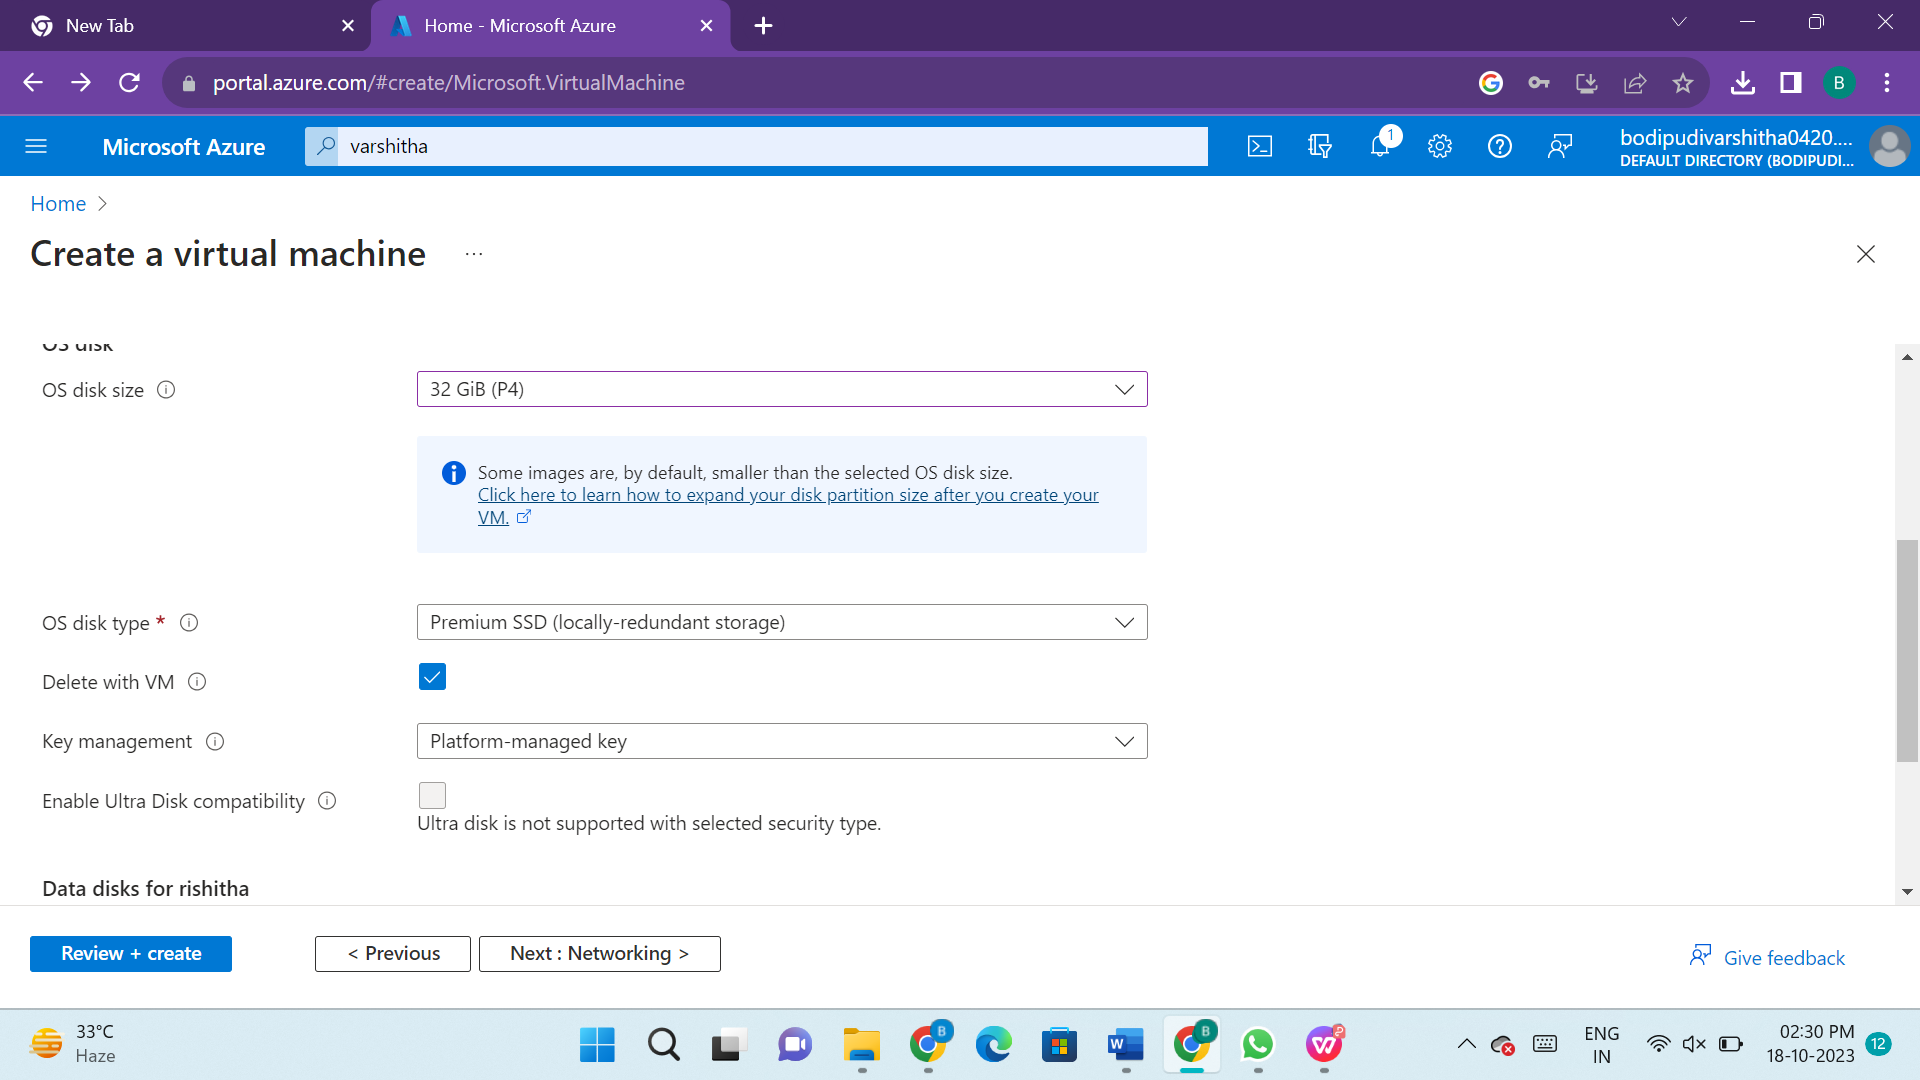 New Tab
Home - Microsoft Azure
portal.azure.com/#create/Microsoft.VirtualMachine
B
Microsoft Azure
varshitha
1
bodipudivarshitha0420....
DEFAULT DIRECTORY (BODIPUDI...
Home >
Create a virtual machine ...
OS disk
OS disk size
32 GiB (P4)
Some images are, by default, smaller than the selected OS disk size.
Click here to learn how to expand your disk partition size after you create your
VM.
OS disk type *
Premium SSD (locally-redundant storage)
Delete with VM
Key management
Platform-managed key
Enable Ultra Disk compatibility
Ultra disk is not supported with selected security type.
Data disks for rishitha
Review + create
< Previous
Next : Networking >
Give feedback
33°C
Haze
B
W
B
ENG
IN
02:30 PM
18-10-2023
12